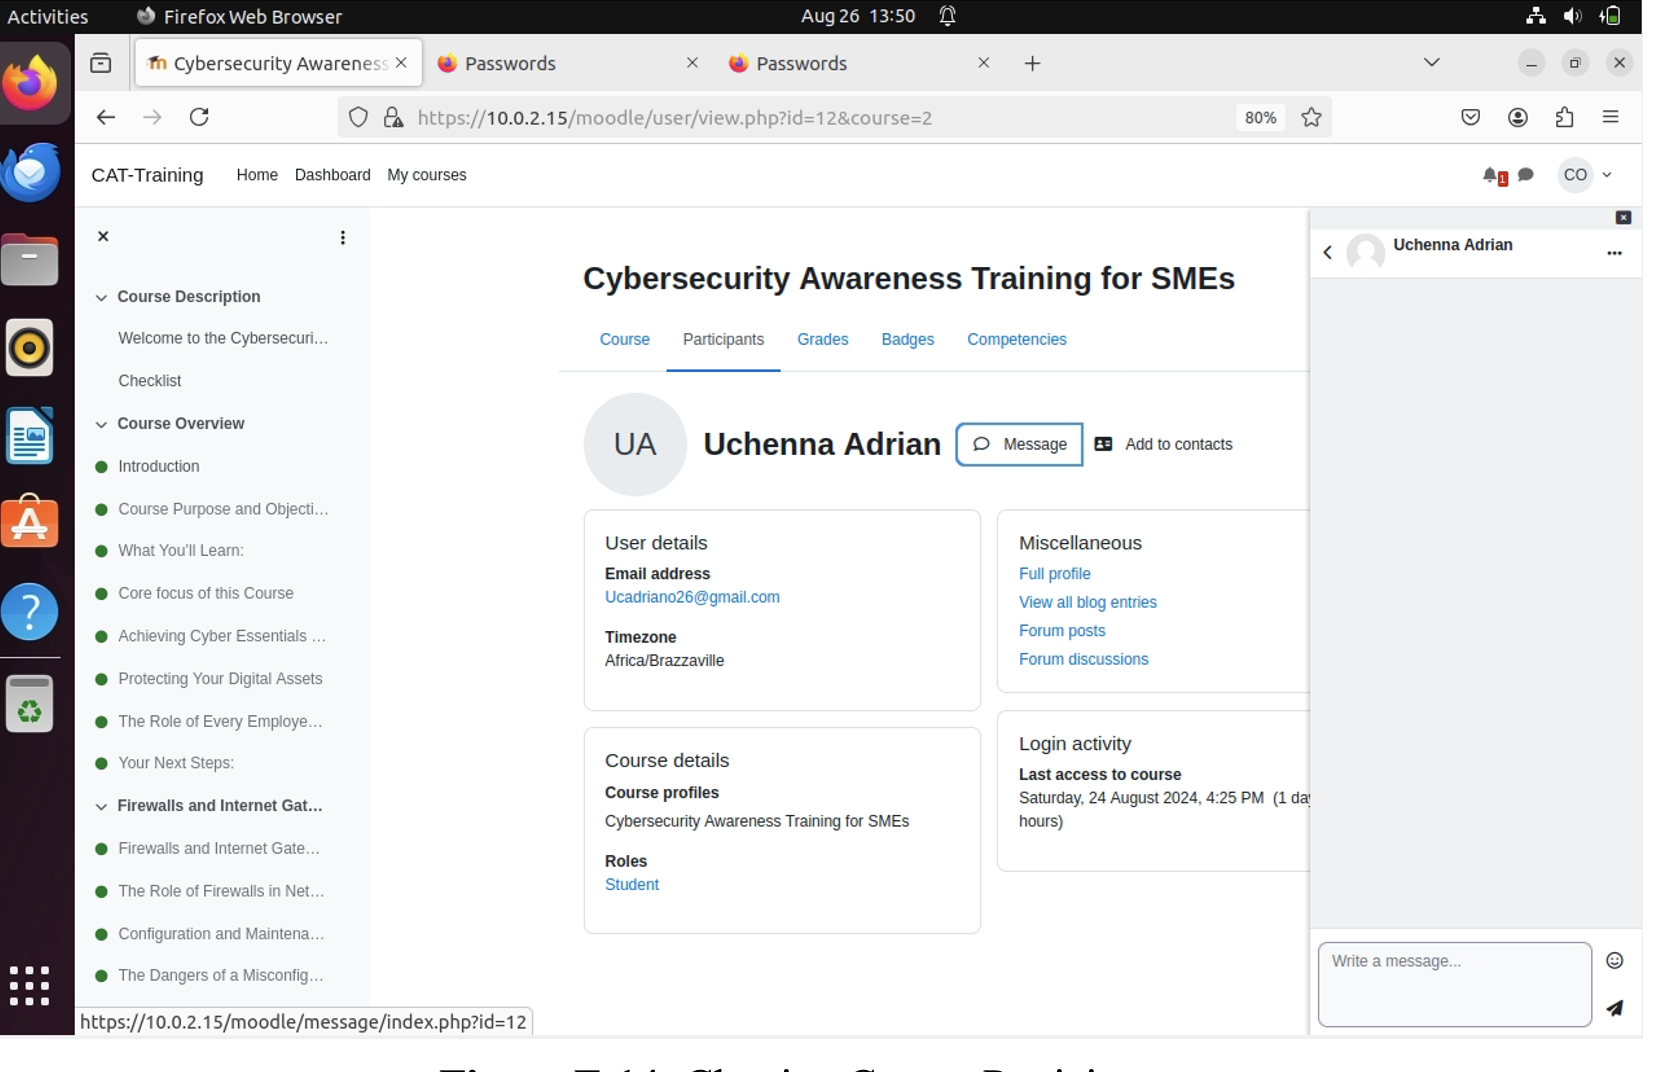 Activities
Firefox Web Browser
Aug 26 13:50
Cybersecurity Awareness
Passwords
Passwords
https://10.0.2.15/moodle/user/view.php?id=12&course=2
80%
CAT-Training
Home
Dashboard
My courses
1
CO
Course Description
Welcome to the Cybersecuri...
Checklist
Course Overview
Introduction
Course Purpose and Objecti...
What You'll Learn:
Core focus of this Course
Achieving Cyber Essentials ...
Protecting Your Digital Assets
The Role of Every Employe...
Your Next Steps:
Firewalls and Internet Gat...
Firewalls and Internet Gate...
The Role of Firewalls in Net...
Configuration and Maintena...
The Dangers of a Misconfig...
https://10.0.2.15/moodle/message/index.php?id=12
Cybersecurity Awareness Training for SMEs
Course
Participants
Grades
Badges
Competencies
UA
Uchenna Adrian
Message
Add to contacts
User details
Email address
Ucadriano26@gmail.com
Timezone
Africa/Brazzaville
Course details
Course profiles
Cybersecurity Awareness Training for SMEs
Roles
Student
Miscellaneous
Full profile
View all blog entries
Forum posts
Forum discussions
Login activity
Last access to course
Saturday, 24 August 2024, 4:25 PM (1 day
hours)
Uchenna Adrian
Write a message...